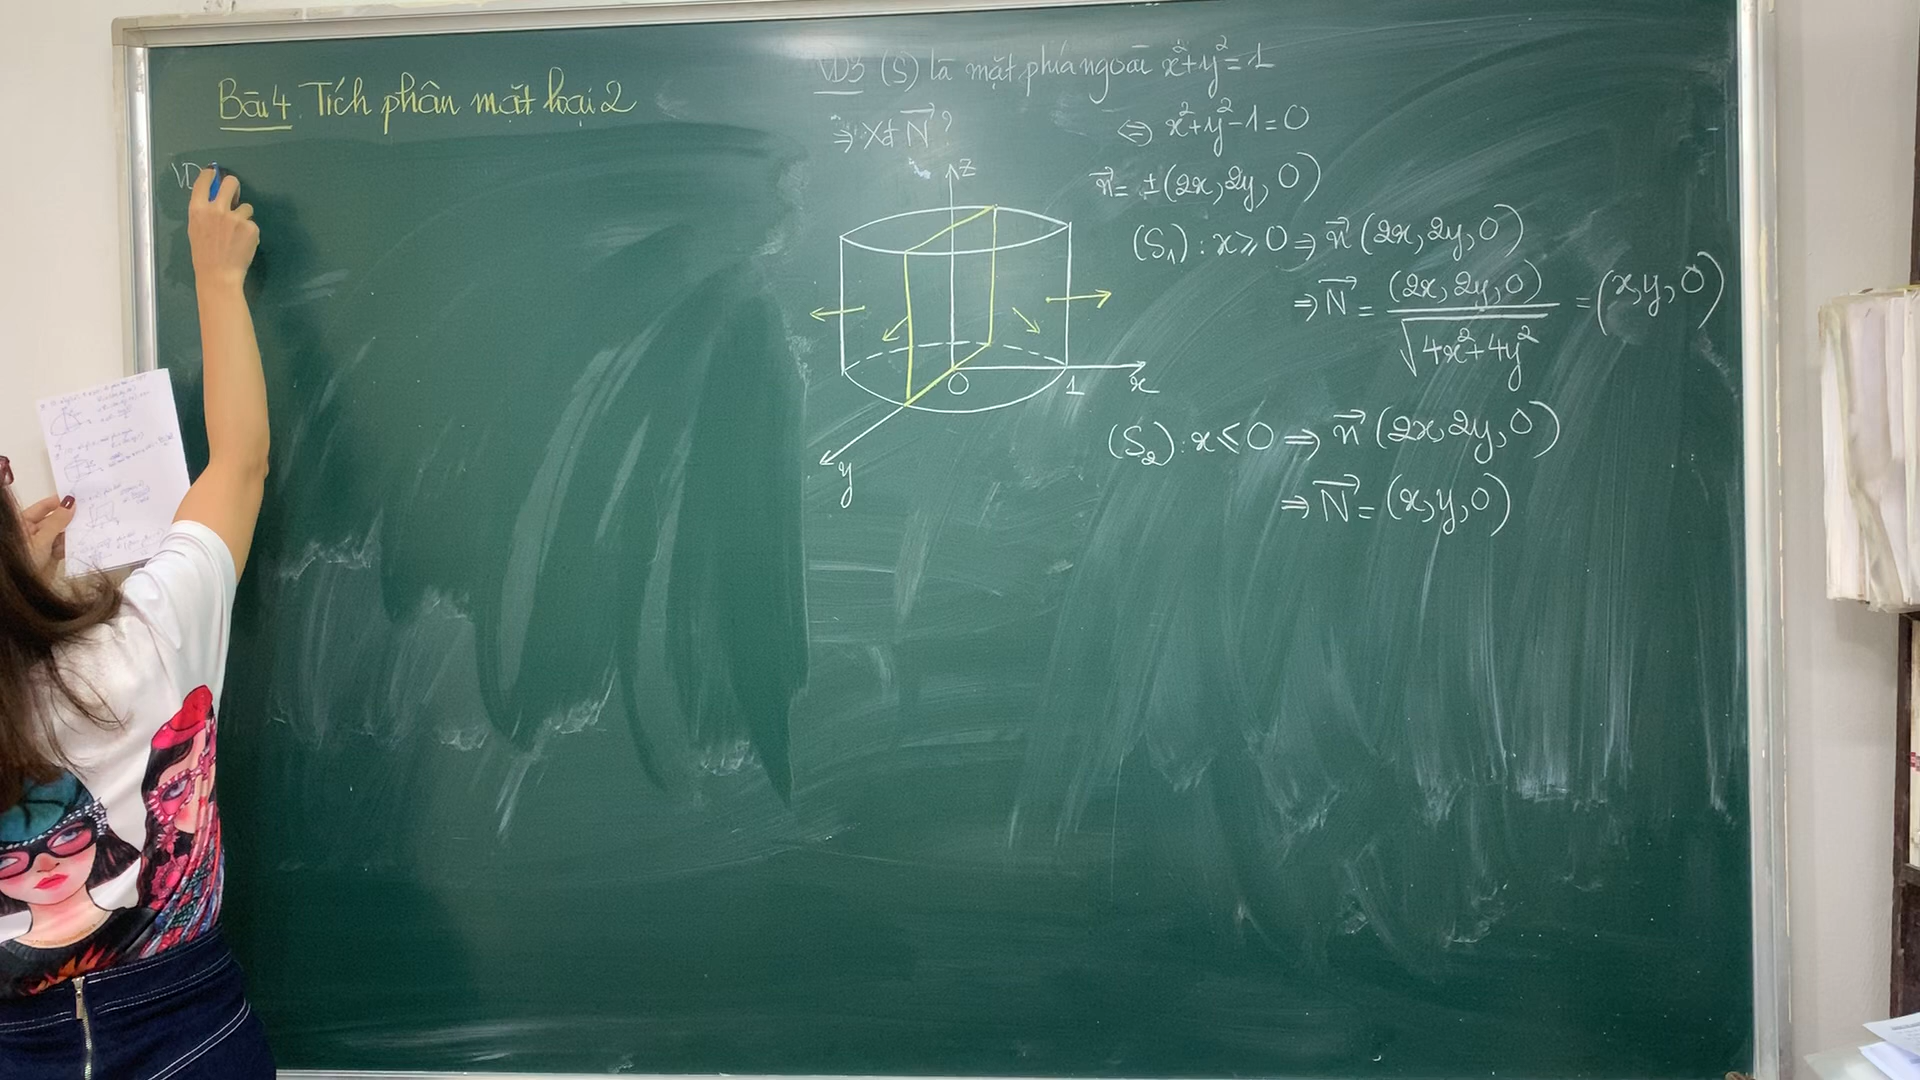 Bài 4. Tích phân mặt loại 2
VD
VD3 (S) là mặt phía ngoài x²+y²=1
⇒ Xđ N⃗ ?
⇔ x²+y²-1=0
n⃗ = ±(2x, 2y, 0)
(S₁): x ⩾ 0 ⇒ n⃗ (2x, 2y, 0)
⇒ N⃗ = (2x, 2y, 0) / √(4x²+4y²) = (x, y, 0)
z
O 1 x
y
(S₂): x ⩽ 0 ⇒ n⃗ (2x, 2y, 0)
⇒ N⃗ = (x, y, 0)